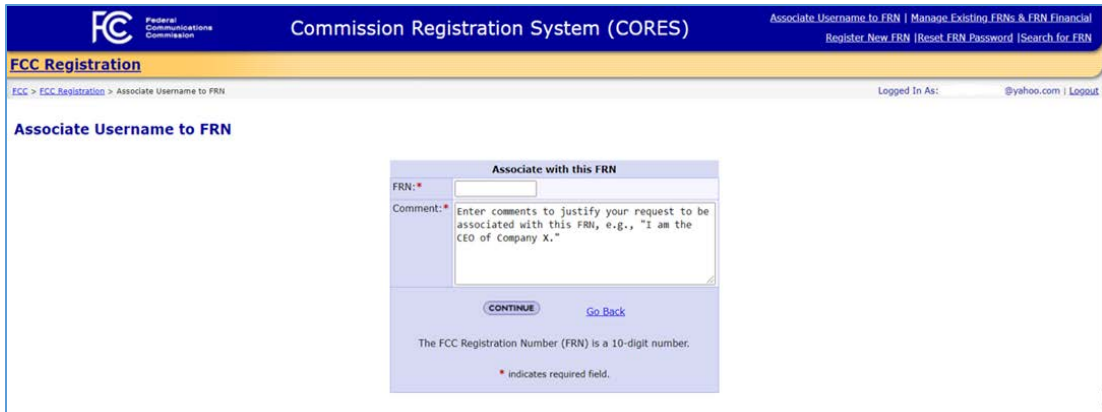 FC Federal Communications Commission
Commission Registration System (CORES)
Associate Username to FRN | Manage Existing FRNs & FRN Financial
Register New FRN |Reset FRN Password |Search for FRN
FCC Registration
FCC > FCC Registration > Associate Username to FRN
Logged In As: @yahoo.com | Logout
Associate Username to FRN
Associate with this FRN
FRN:*
Comment:*
Enter comments to justify your request to be
associated with this FRN, e.g., "I am the
CEO of Company X."
CONTINUE Go Back
The FCC Registration Number (FRN) is a 10-digit number.
* indicates required field.